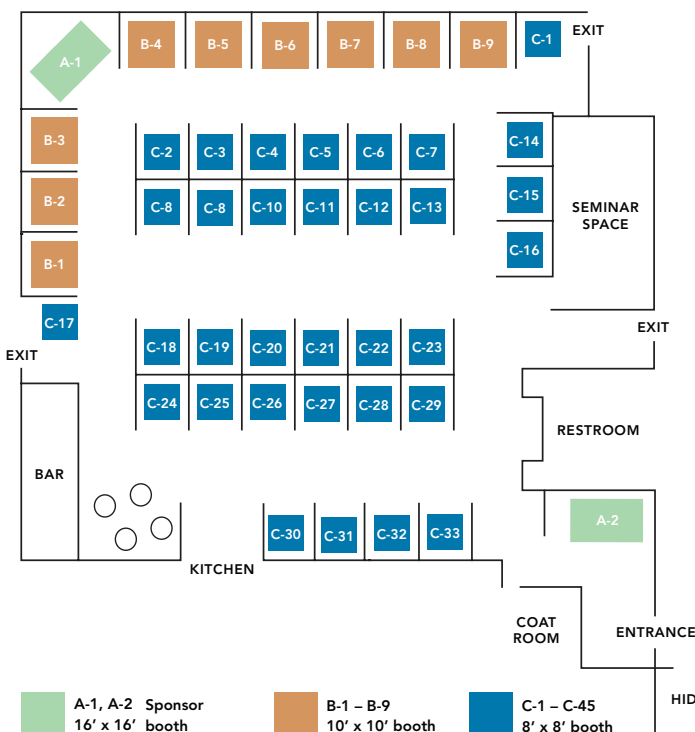 A-1
B-4
B-5
B-6
B-7
B-8
B-9
C-1
EXIT
B-3
C-2
C-3
C-4
C-5
C-6
C-7
C-14
B-2
C-8
C-8
C-10
C-11
C-12
C-13
C-15
SEMINAR
SPACE
B-1
C-16
C-17
EXIT
EXIT
C-18
C-19
C-20
C-21
C-22
C-23
C-24
C-25
C-26
C-27
C-28
C-29
RESTROOM
BAR
C-30
C-31
C-32
C-33
A-2
KITCHEN
COAT
ROOM
ENTRANCE
A-1, A-2 Sponsor
16' x 16' booth
B-1 – B-9
10' x 10' booth
C-1 – C-45
8' x 8' booth
HID